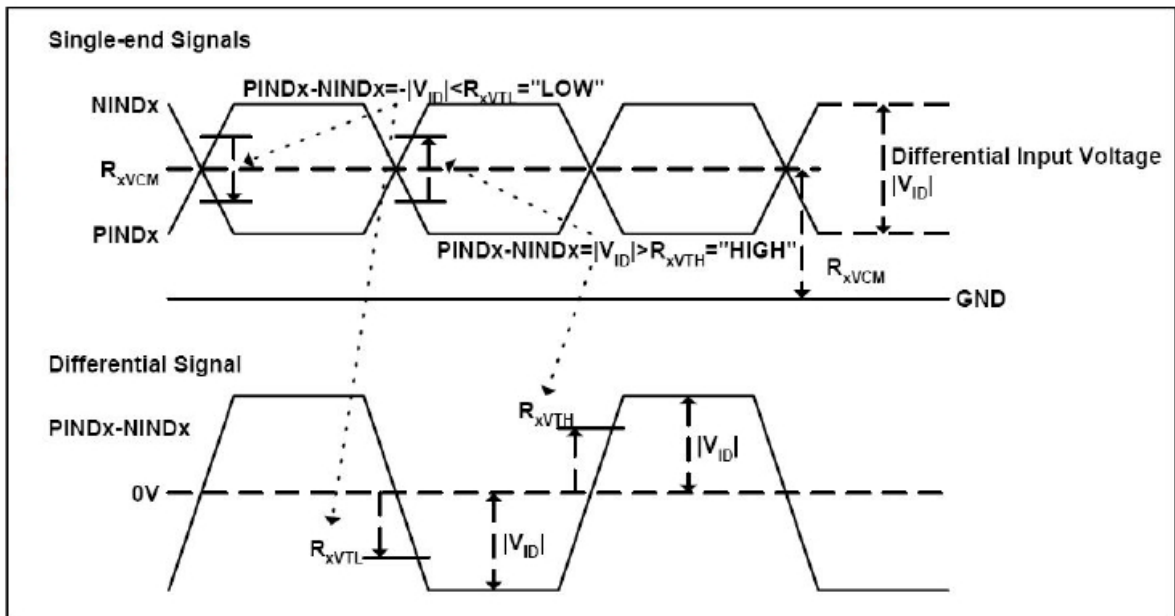 Single-end Signals
PINDx-NINDx=-|VID|<RxVTL="LOW"
NINDx
RxVCM
Differential Input Voltage
|VID|
PINDx
PINDx-NINDx=|VID|>RxVTH="HIGH"
RxVCM
GND
Differential Signal
RxVTH
PINDx-NINDx
|VID|
0V
RxVTL
|VID|